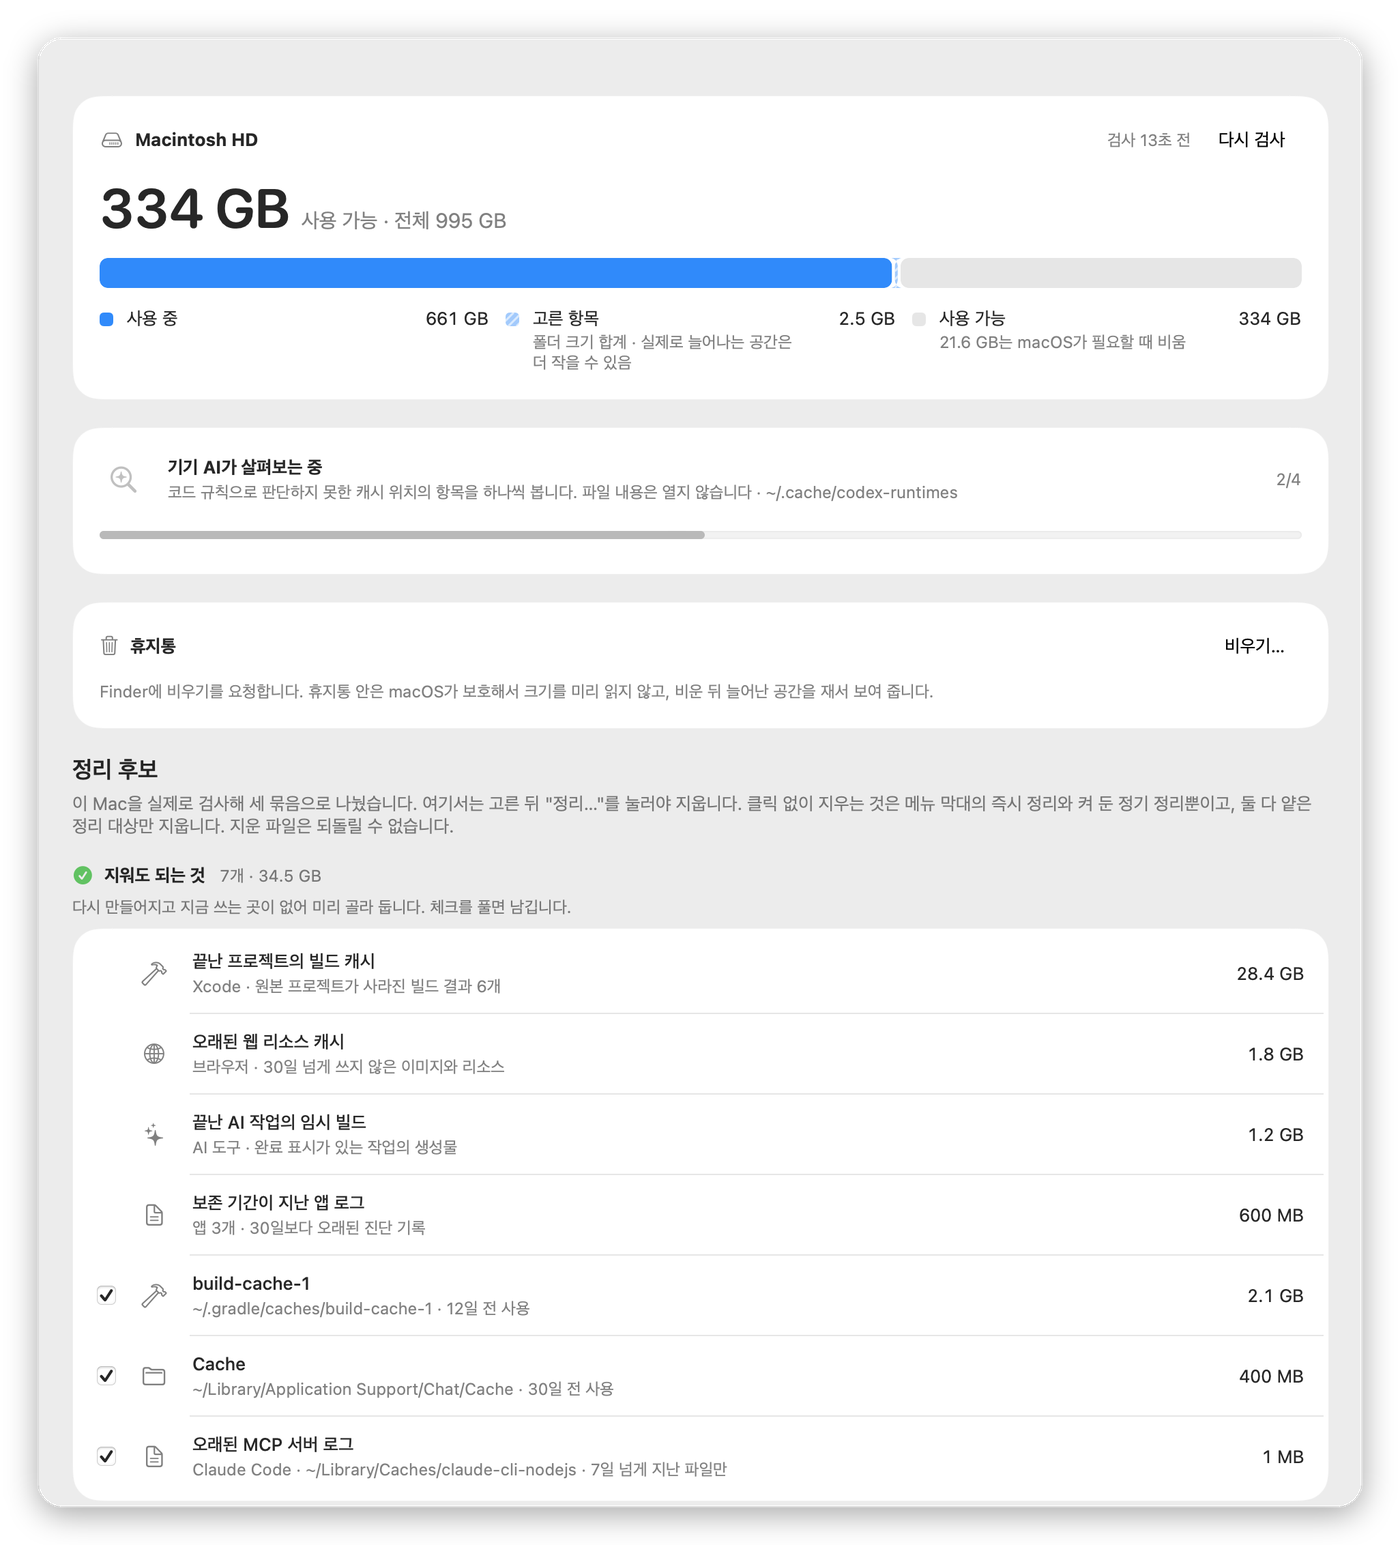 Macintosh HD
검사 13초 전
다시 검사
334 GB 사용 가능 · 전체 995 GB
사용 중
661 GB
고른 항목
2.5 GB
폴더 크기 합계 · 실제로 늘어나는 공간은
더 작을 수 있음
사용 가능
334 GB
21.6 GB는 macOS가 필요할 때 비움
기기 AI가 살펴보는 중
코드 규칙으로 판단하지 못한 캐시 위치의 항목을 하나씩 봅니다. 파일 내용은 열지 않습니다 · ~/.cache/codex-runtimes
2/4
휴지통
비우기...
Finder에 비우기를 요청합니다. 휴지통 안은 macOS가 보호해서 크기를 미리 읽지 않고, 비운 뒤 늘어난 공간을 재서 보여 줍니다.
정리 후보
이 Mac을 실제로 검사해 세 묶음으로 나눴습니다. 여기서는 고른 뒤 "정리..."를 눌러야 지웁니다. 클릭 없이 지우는 것은 메뉴 막대의 즉시 정리와 켜 둔 정기 정리뿐이고, 둘 다 얕은
정리 대상만 지웁니다. 지운 파일은 되돌릴 수 없습니다.
지워도 되는 것 7개 · 34.5 GB
다시 만들어지고 지금 쓰는 곳이 없어 미리 골라 둡니다. 체크를 풀면 남깁니다.
끝난 프로젝트의 빌드 캐시
Xcode · 원본 프로젝트가 사라진 빌드 결과 6개
28.4 GB
오래된 웹 리소스 캐시
브라우저 · 30일 넘게 쓰지 않은 이미지와 리소스
1.8 GB
끝난 AI 작업의 임시 빌드
AI 도구 · 완료 표시가 있는 작업의 생성물
1.2 GB
보존 기간이 지난 앱 로그
앱 3개 · 30일보다 오래된 진단 기록
600 MB
build-cache-1
~/.gradle/caches/build-cache-1 · 12일 전 사용
2.1 GB
Cache
~/Library/Application Support/Chat/Cache · 30일 전 사용
400 MB
오래된 MCP 서버 로그
Claude Code · ~/Library/Caches/claude-cli-nodejs · 7일 넘게 지난 파일만
1 MB